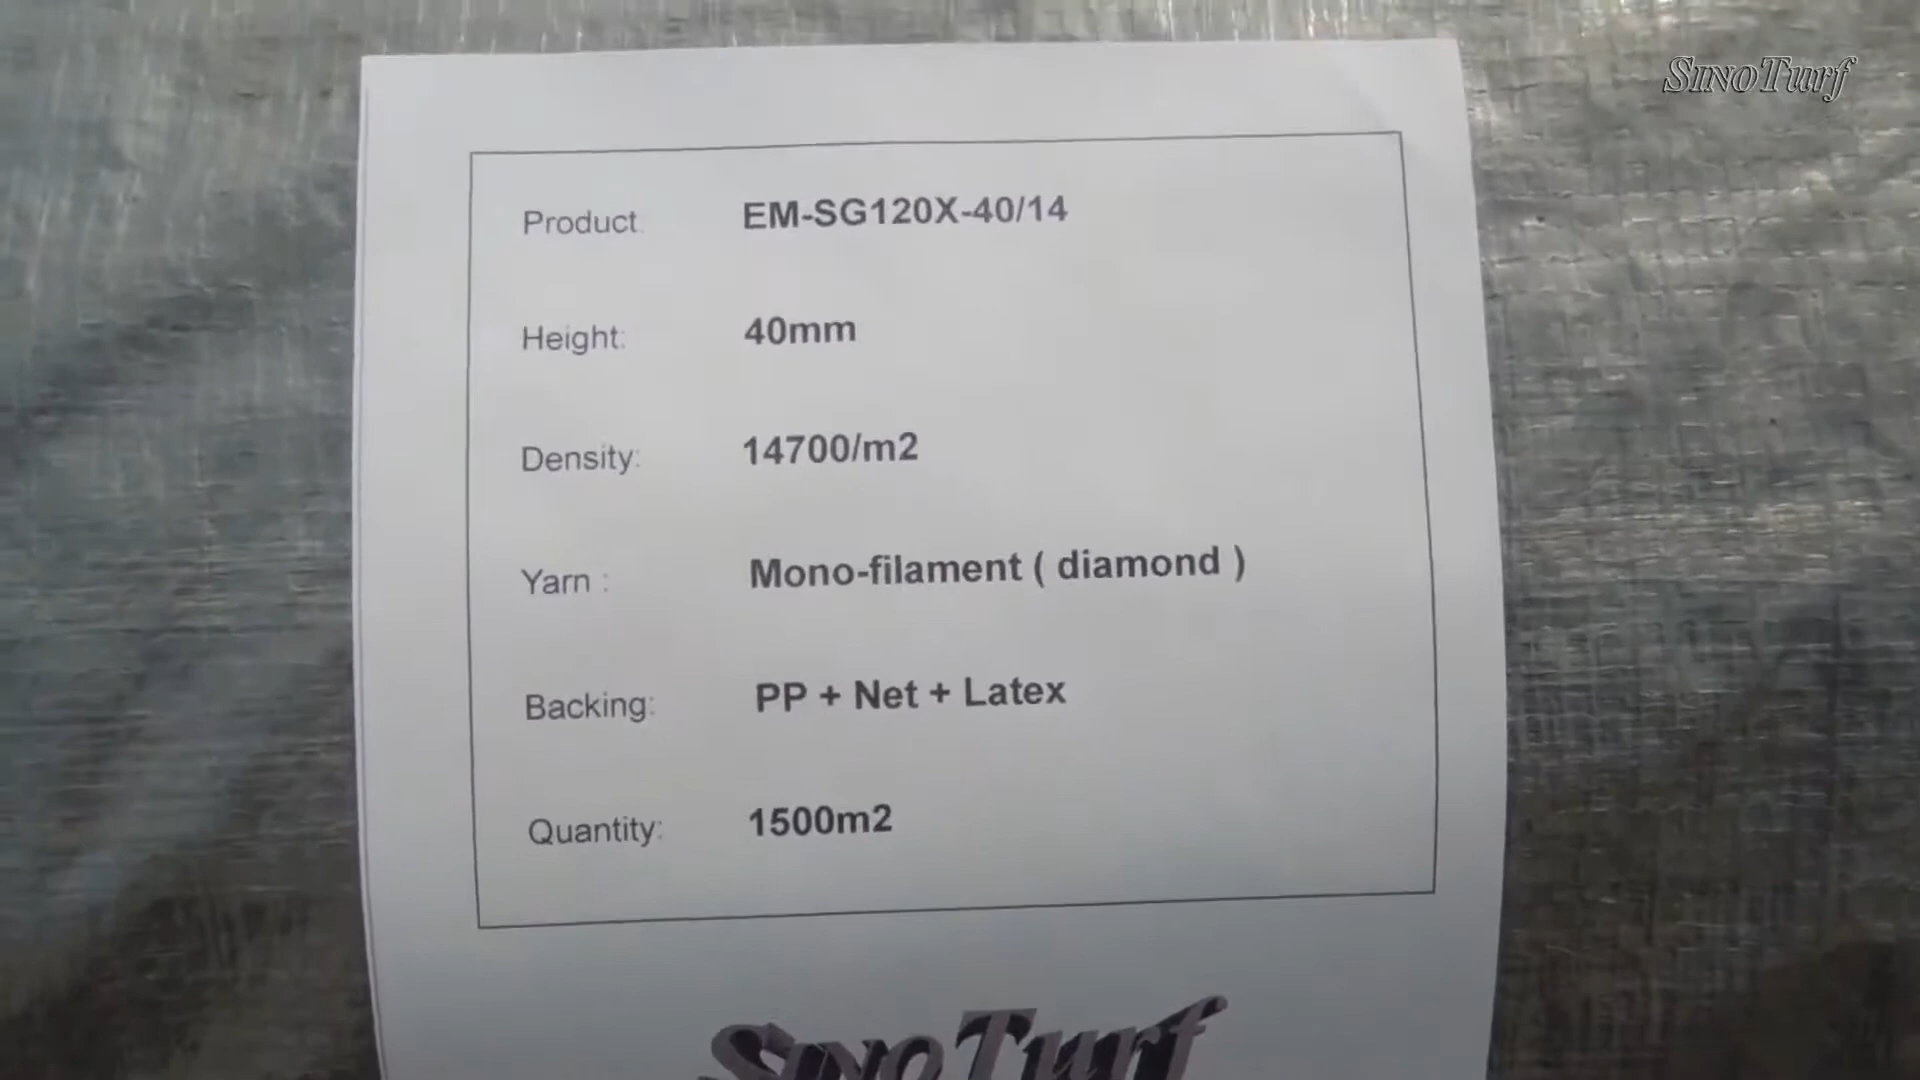 SinoTurf
Product: EM-SG120X-40/14
Height: 40mm
Density: 14700/m2
Yarn : Mono-filament ( diamond )
Backing: PP + Net + Latex
Quantity: 1500m2
SinoTurf